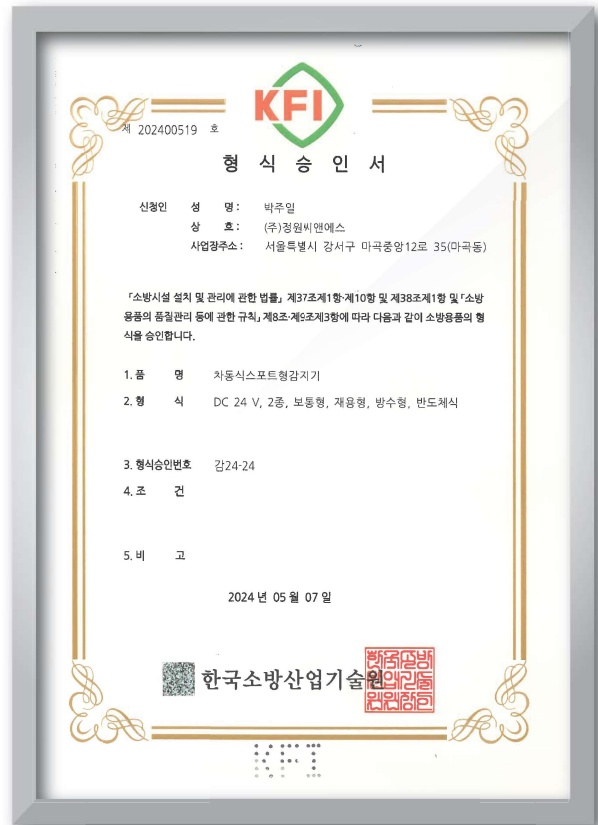 KFI
제 202400519 호
형 식 승 인 서
신청인 성 명 : 박주일
상 호 : (주)정원씨앤에스
사업장주소 : 서울특별시 강서구 마곡중앙12로 35(마곡동)
「소방시설 설치 및 관리에 관한 법률」 제37조제1항·제10항 및 제38조제1항 및 「소방
용품의 품질관리 등에 관한 규칙」 제8조·제9조제3항에 따라 다음과 같이 소방용품의 형
식을 승인합니다.
1. 품 명 차동식스포트형감지기
2. 형 식 DC 24 V, 2종, 보통형, 재용형, 방수형, 반도체식
3. 형식승인번호 감24-24
4. 조 건
5. 비 고
2024 년 05 월 07 일
한국소방산업기술원
KFI